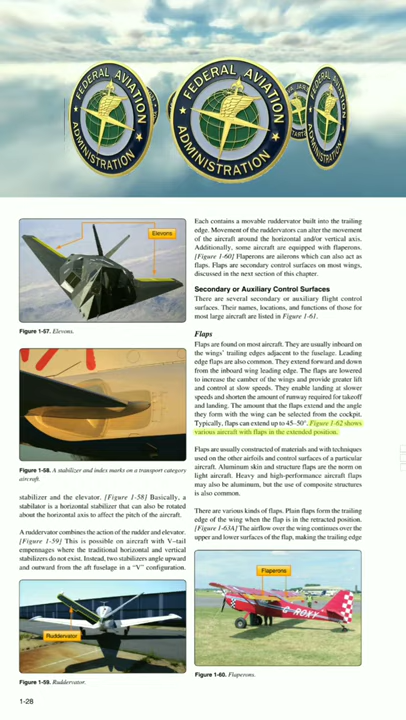 FEDERAL AVIATION
ADMINISTRATION
FEDERAL AVIATION
ADMINISTRATION
FEDERAL AVIATION
ADMINISTRATION
Elevons
Figure 1-57. Elevons.
Figure 1-58. A stabilizer and index marks on a transport category
aircraft.
stabilizer and the elevator. [Figure 1-58] Basically, a
stabilator is a horizontal stabilizer that can also be rotated
about the horizontal axis to affect the pitch of the aircraft.
A ruddervator combines the action of the rudder and elevator.
[Figure 1-59] This is possible on aircraft with V–tail
empennages where the traditional horizontal and vertical
stabilizers do not exist. Instead, two stabilizers angle upward
and outward from the aft fuselage in a “V” configuration.
Ruddervator
Figure 1-59. Ruddervator.
1-28
Each contains a movable ruddervator built into the trailing
edge. Movement of the ruddervators can alter the movement
of the aircraft around the horizontal and/or vertical axis.
Additionally, some aircraft are equipped with flaperons.
[Figure 1-60] Flaperons are ailerons which can also act as
flaps. Flaps are secondary control surfaces on most wings,
discussed in the next section of this chapter.
Secondary or Auxiliary Control Surfaces
There are several secondary or auxiliary flight control
surfaces. Their names, locations, and functions of those for
most large aircraft are listed in Figure 1-61.
Flaps
Flaps are found on most aircraft. They are usually inboard on
the wings’ trailing edges adjacent to the fuselage. Leading
edge flaps are also common. They extend forward and down
from the inboard wing leading edge. The flaps are lowered
to increase the camber of the wings and provide greater lift
and control at slow speeds. They enable landing at slower
speeds and shorten the amount of runway required for takeoff
and landing. The amount that the flaps extend and the angle
they form with the wing can be selected from the cockpit.
Typically, flaps can extend up to 45–50°. Figure 1-62 shows
various aircraft with flaps in the extended position.
Flaps are usually constructed of materials and with techniques
used on the other airfoils and control surfaces of a particular
aircraft. Aluminum skin and structure flaps are the norm on
light aircraft. Heavy and high-performance aircraft flaps
may also be aluminum, but the use of composite structures
is also common.
There are various kinds of flaps. Plain flaps form the trailing
edge of the wing when the flap is in the retracted position.
[Figure 1-63A] The airflow over the wing continues over the
upper and lower surfaces of the flap, making the trailing edge
Flaperons
G-ROXY
Figure 1-60. Flaperons.